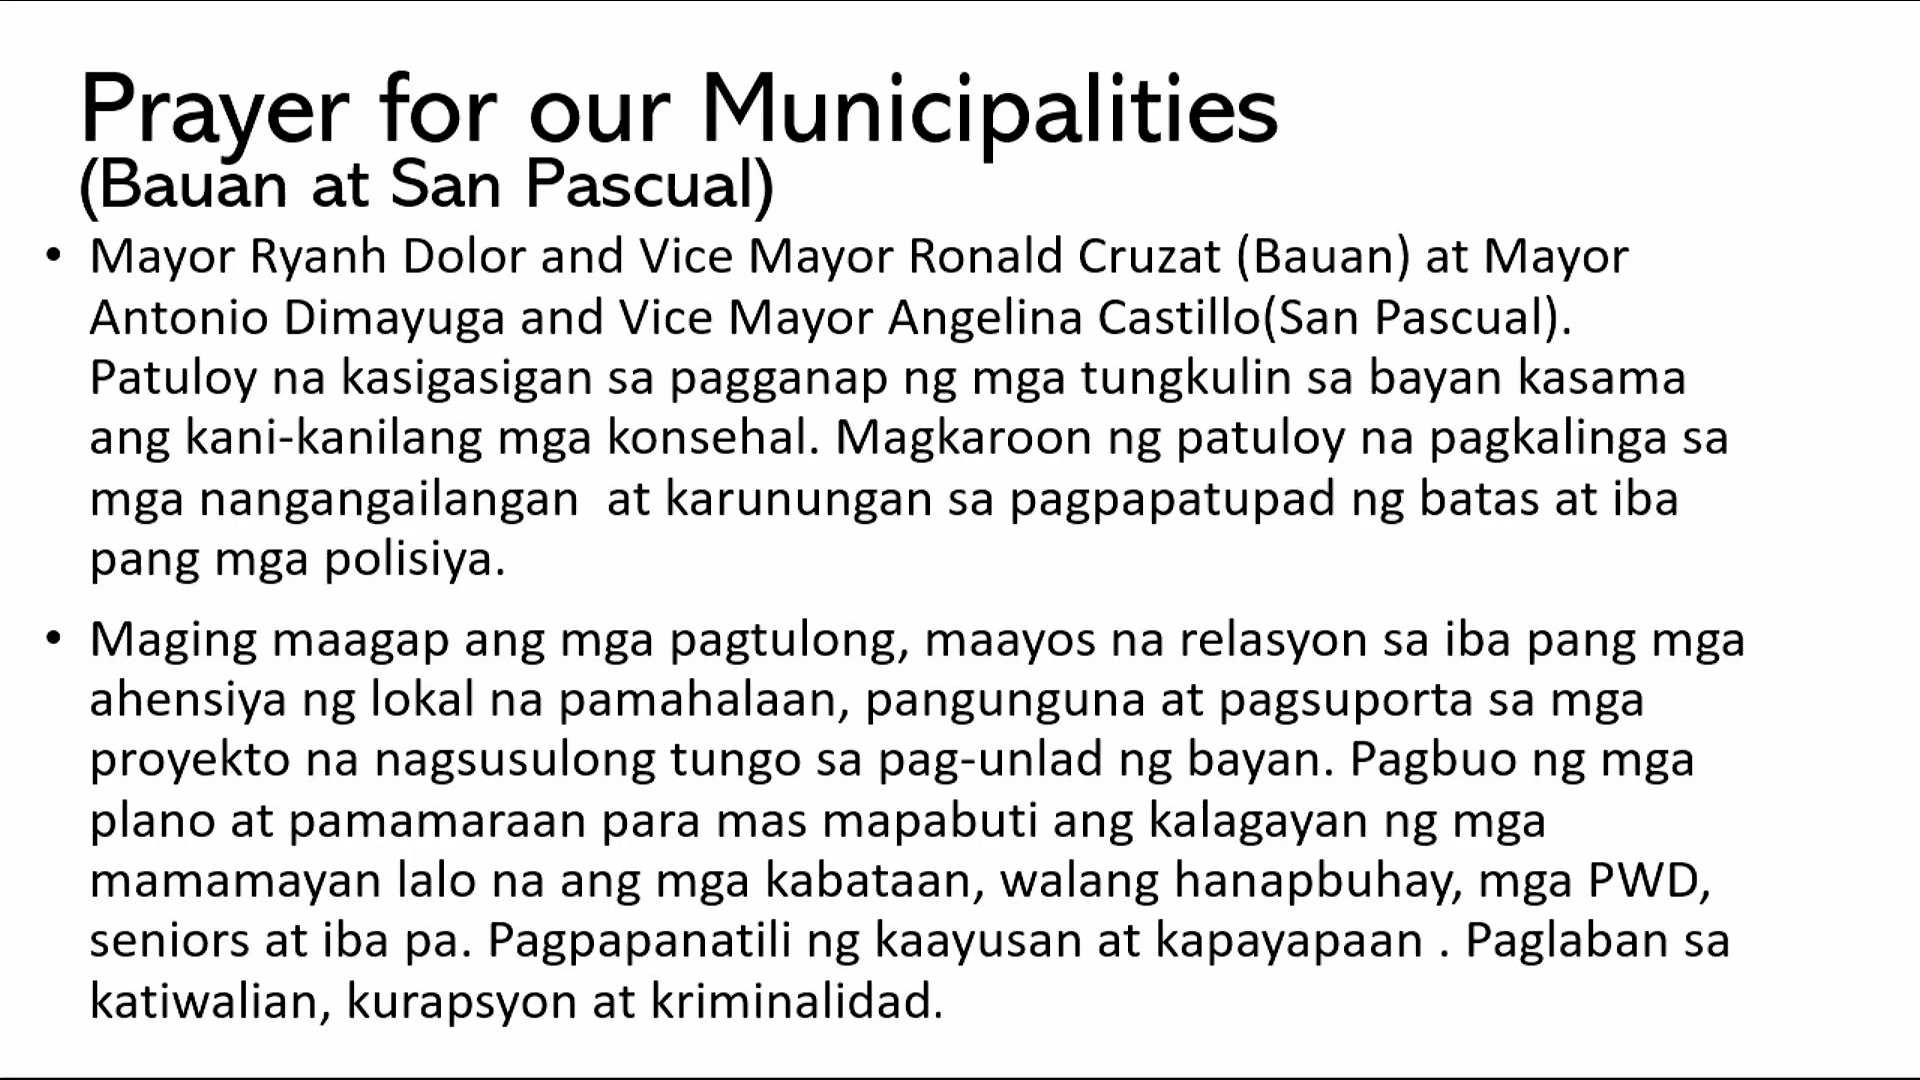 Prayer for our Municipalities
(Bauan at San Pascual)
• Mayor Ryanh Dolor and Vice Mayor Ronald Cruzat (Bauan) at Mayor
Antonio Dimayuga and Vice Mayor Angelina Castillo(San Pascual).
Patuloy na kasigasigan sa pagganap ng mga tungkulin sa bayan kasama
ang kani-kanilang mga konsehal. Magkaroon ng patuloy na pagkalinga sa
mga nangangailangan  at karunungan sa pagpapatupad ng batas at iba
pang mga polisiya.
• Maging maagap ang mga pagtulong, maayos na relasyon sa iba pang mga
ahensiya ng lokal na pamahalaan, pangunguna at pagsuporta sa mga
proyekto na nagsusulong tungo sa pag-unlad ng bayan. Pagbuo ng mga
plano at pamamaraan para mas mapabuti ang kalagayan ng mga
mamamayan lalo na ang mga kabataan, walang hanapbuhay, mga PWD,
seniors at iba pa. Pagpapanatili ng kaayusan at kapayapaan . Paglaban sa
katiwalian, kurapsyon at kriminalidad.